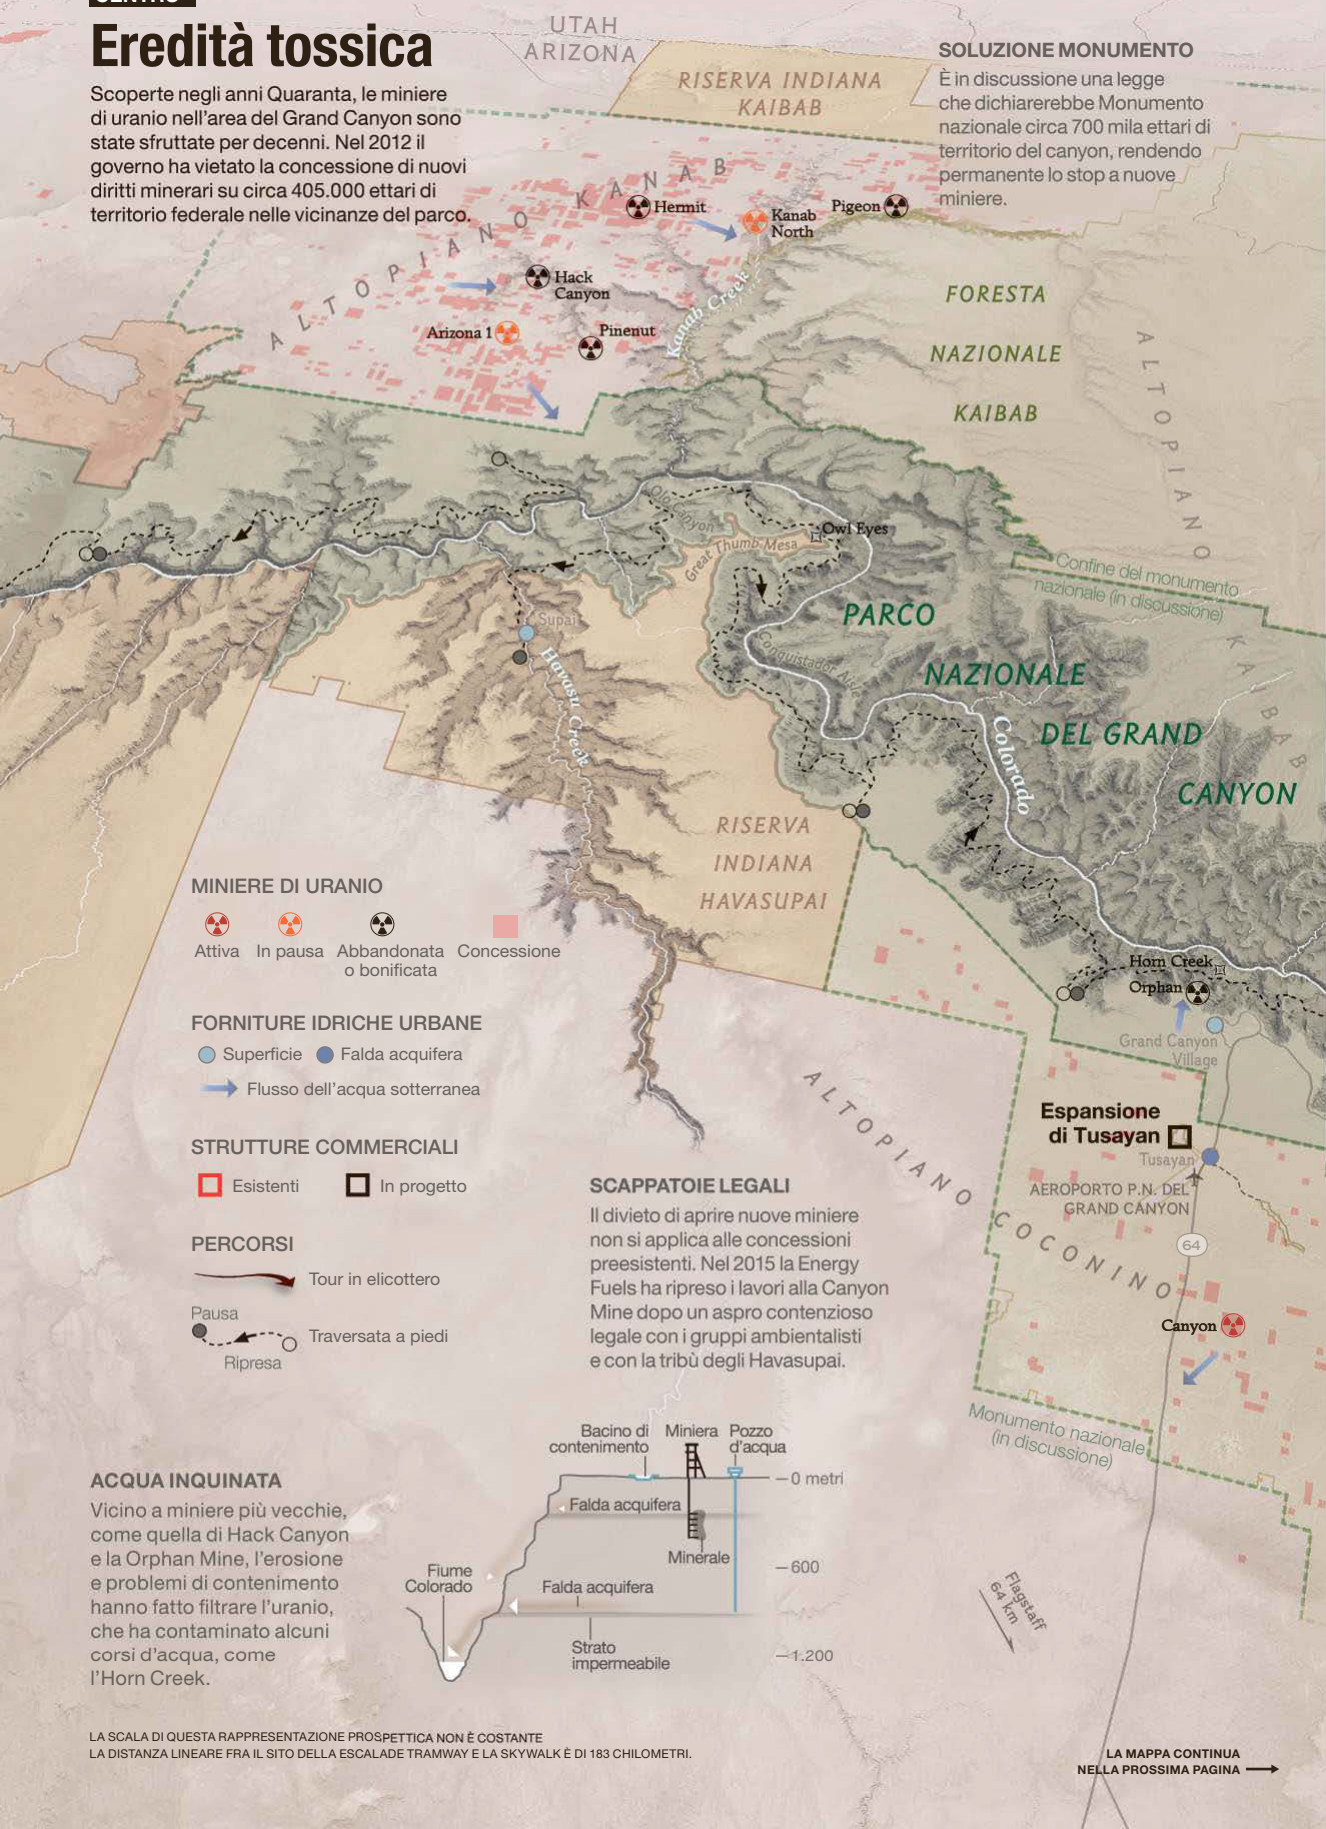 Eredità tossica
Scoperte negli anni Quaranta, le miniere
di uranio nell'area del Grand Canyon sono
state sfruttate per decenni. Nel 2012 il
governo ha vietato la concessione di nuovi
diritti minerari su circa 405.000 ettari di
territorio federale nelle vicinanze del parco.
UTAH
ARIZONA
RISERVA INDIANA
KAIBAB
SOLUZIONE MONUMENTO
È in discussione una legge
che dichiarerebbe Monumento
nazionale circa 700 mila ettari di
territorio del canyon, rendendo
permanente lo stop a nuove
miniere.
ALTOPIANO KANAB
Hermit
Kanab
North
Pigeon
Hack
Canyon
Arizona 1
Pinenut
Kanab Creek
FORESTA
NAZIONALE
KAIBAB
ALTOPIANO KAIBAB
Owl Eyes
Great Thumb Mesa
Confine del monumento
nazionale (in discussione)
PARCO
NAZIONALE
DEL GRAND
CANYON
Supai
Havasu Creek
Conquistador Aisle
Colorado
RISERVA
INDIANA
HAVASUPAI
MINIERE DI URANIO
Attiva
In pausa
Abbandonata
o bonificata
Concessione
FORNITURE IDRICHE URBANE
Superficie
Falda acquifera
Flusso dell'acqua sotterranea
STRUTTURE COMMERCIALI
Esistenti
In progetto
PERCORSI
Tour in elicottero
Pausa
Traversata a piedi
Ripresa
Horn Creek
Orphan
Grand Canyon
Village
Espansione
di Tusayan
Tusayan
AEROPORTO P.N. DEL
GRAND CANYON
64
ALTOPIANO COCONINO
Canyon
Monumento nazionale
(in discussione)
SCAPPATOIE LEGALI
Il divieto di aprire nuove miniere
non si applica alle concessioni
preesistenti. Nel 2015 la Energy
Fuels ha ripreso i lavori alla Canyon
Mine dopo un aspro contenzioso
legale con i gruppi ambientalisti
e con la tribù degli Havasupai.
ACQUA INQUINATA
Vicino a miniere più vecchie,
come quella di Hack Canyon
e la Orphan Mine, l'erosione
e problemi di contenimento
hanno fatto filtrare l'uranio,
che ha contaminato alcuni
corsi d'acqua, come
l'Horn Creek.
Bacino di
contenimento
Miniera
Pozzo
d'acqua
0 metri
Falda acquifera
Minerale
600
Fiume
Colorado
Falda acquifera
Strato
impermeabile
1.200
Flagstaff
64 km
LA SCALA DI QUESTA RAPPRESENTAZIONE PROSPETTICA NON È COSTANTE
LA DISTANZA LINEARE FRA IL SITO DELLA ESCALADE TRAMWAY E LA SKYWALK È DI 183 CHILOMETRI.
LA MAPPA CONTINUA
NELLA PROSSIMA PAGINA